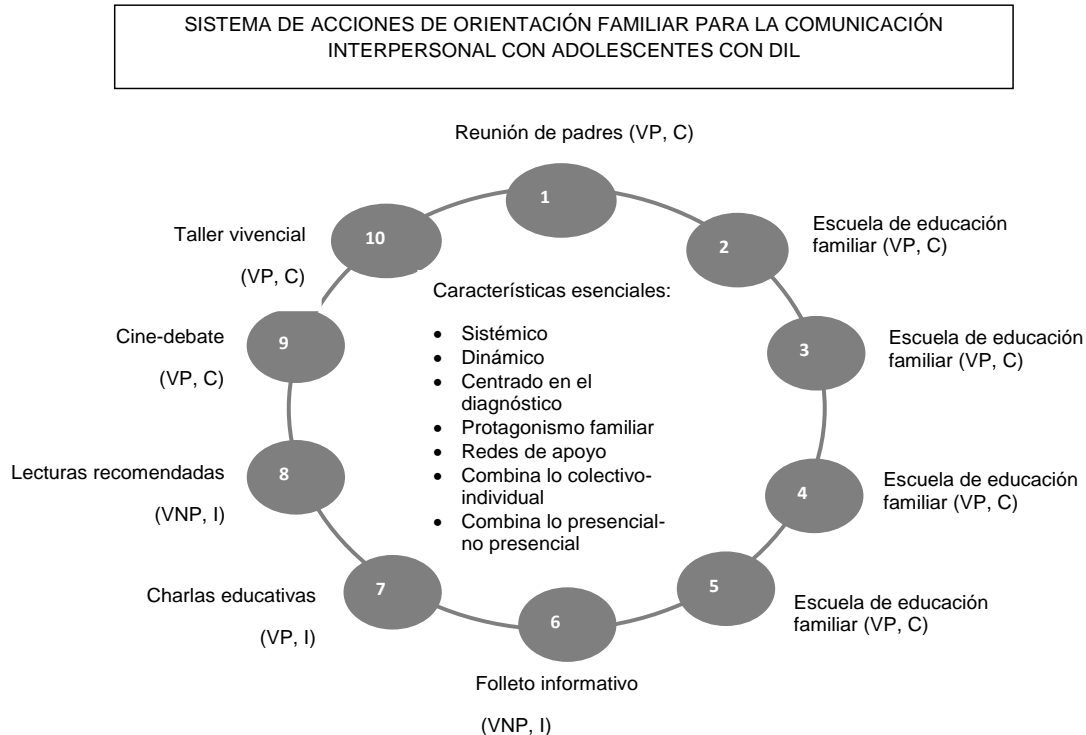 SISTEMA DE ACCIONES DE ORIENTACIÓN FAMILIAR PARA LA COMUNICACIÓN
INTERPERSONAL CON ADOLESCENTES CON DIL
Reunión de padres (VP, C)
1
Escuela de educación
familiar (VP, C)
2
Escuela de educación
familiar (VP, C)
3
Escuela de educación
familiar (VP, C)
4
Escuela de educación
familiar (VP, C)
5
Folleto informativo
(VNP, I)
6
Charlas educativas
(VP, I)
7
Lecturas recomendadas
(VNP, I)
8
Cine-debate
(VP, C)
9
Taller vivencial
(VP, C)
10
Características esenciales:
• Sistémico
• Dinámico
• Centrado en el
diagnóstico
• Protagonismo familiar
• Redes de apoyo
• Combina lo colectivo-
individual
• Combina lo presencial-
no presencial